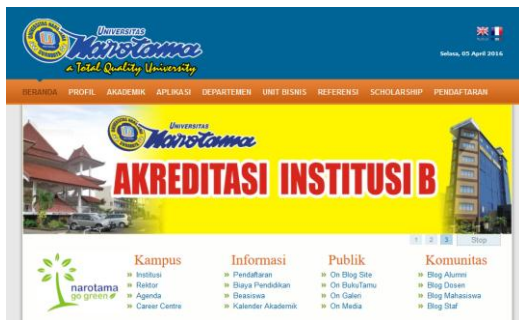 UNIVERSITAS
Narotama
a Total Quality University
Selasa, 05 April 2016
BERANDA PROFIL AKADEMIK APLIKASI DEPARTEMEN UNIT BISNIS REFERENSI SCHOLARSHIP PENDAFTARAN
UNIVERSITAS
Narotama
AKREDITASI INSTITUSI B
1 2 3 Stop
narotama
go green
Kampus
» Institusi
» Rektor
» Agenda
» Career Centre
Informasi
» Pendaftaran
» Biaya Pendidikan
» Beasiswa
» Kalender Akademik
Publik
» On Blog Site
» On BukuTamu
» On Galeri
» On Media
Komunitas
» Blog Alumni
» Blog Dosen
» Blog Mahasiswa
» Blog Staf